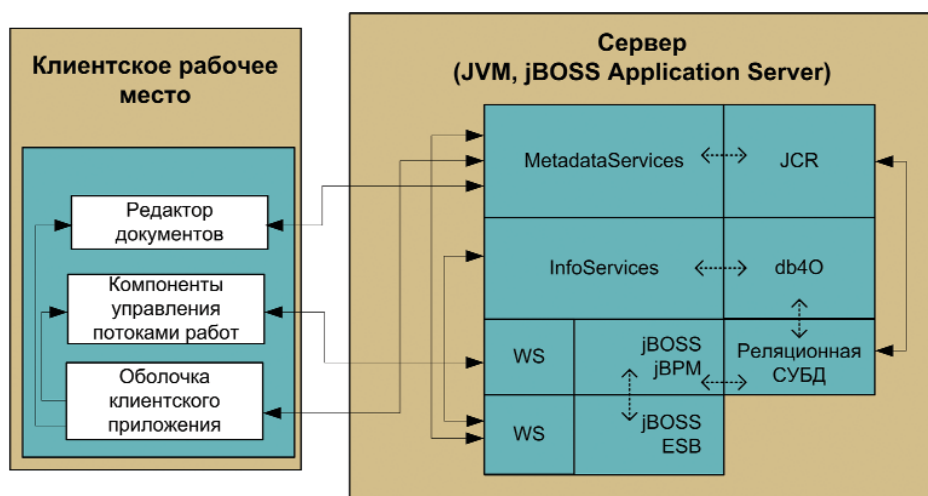 Клиентское рабочее
место
Редактор
документов
Компоненты
управления
потоками работ
Оболочка
клиентского
приложения
Сервер
(JVM, jBOSS Application Server)
MetadataServices
JCR
InfoServices
db4O
WS
jBOSS
jBPM
Реляционная
СУБД
WS
jBOSS
ESB